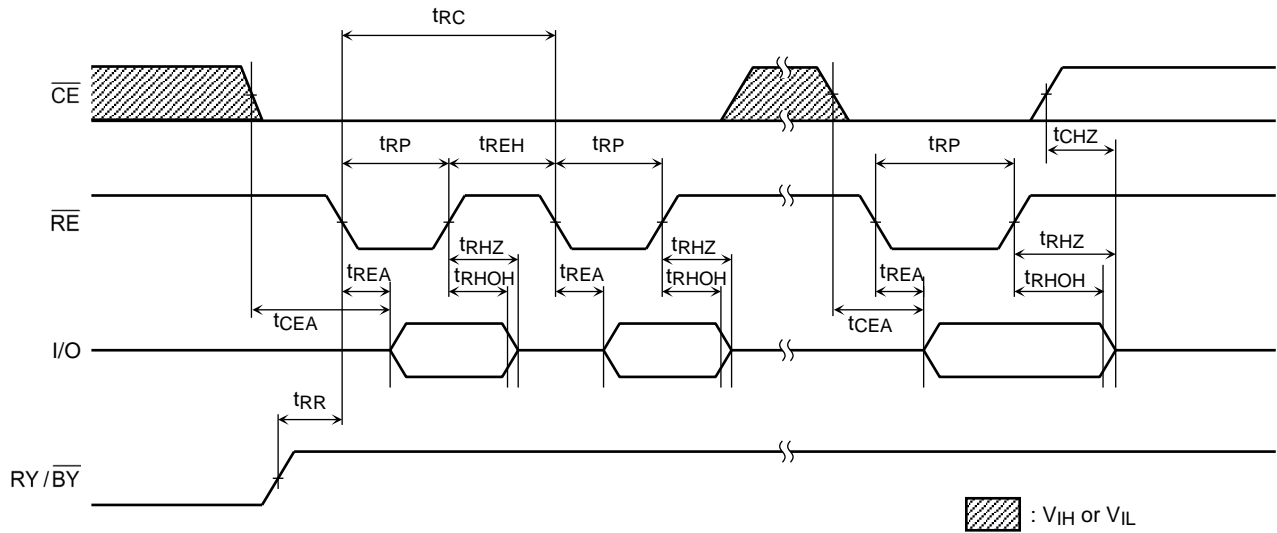 tRC
CE
tCHZ
tRP tREH tRP tRP
RE
tRHZ tRHZ tRHZ
tREA tRHOH tREA tRHOH tREA tRHOH
tCEA tCEA
I/O
tRR
RY/BY
: VIH or VIL